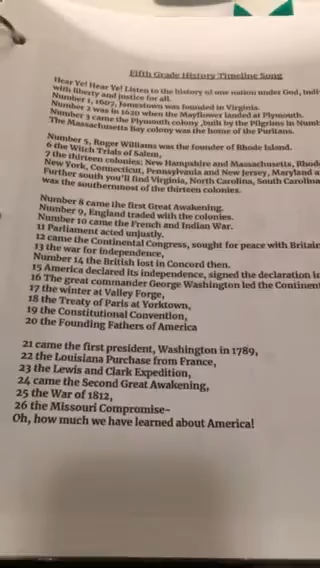 Fifth Grade History Timeline Song
Hear Ye! Hear Ye! Listen to the history of one nation under God, indi
with liberty and justice for all.
Number 1, 1607, Jamestown was founded in Virginia.
Number 2 was in 1620 when the Mayflower landed at Plymouth.
Number 3 came the Plymouth colony ,built by the Pilgrims in Numb
The Massachusetts Bay colony was the home of the Puritans.
Number 5, Roger Williams was the founder of Rhode Island.
6 the Witch Trials of Salem,
7 the thirteen colonies: New Hampshire and Massachusetts, Rhod
New York, Connecticut, Pennsylvania and New Jersey, Maryland a
Further south you'll find Virginia, North Carolina, South Carolina
was the southernmost of the thirteen colonies.
Number 8 came the first Great Awakening.
Number 9, England traded with the colonies.
Number 10 came the French and Indian War.
11 Parliament acted unjustly.
12 came the Continental Congress, sought for peace with Britain
13 the war for independence,
Number 14 the British lost in Concord then.
15 America declared its independence, signed the declaration in
16 The great commander George Washington led the Continent
17 the winter at Valley Forge,
18 the Treaty of Paris at Yorktown,
19 the Constitutional Convention,
20 the Founding Fathers of America
21 came the first president, Washington in 1789,
22 the Louisiana Purchase from France,
23 the Lewis and Clark Expedition,
24 came the Second Great Awakening,
25 the War of 1812,
26 the Missouri Compromise-
Oh, how much we have learned about America!